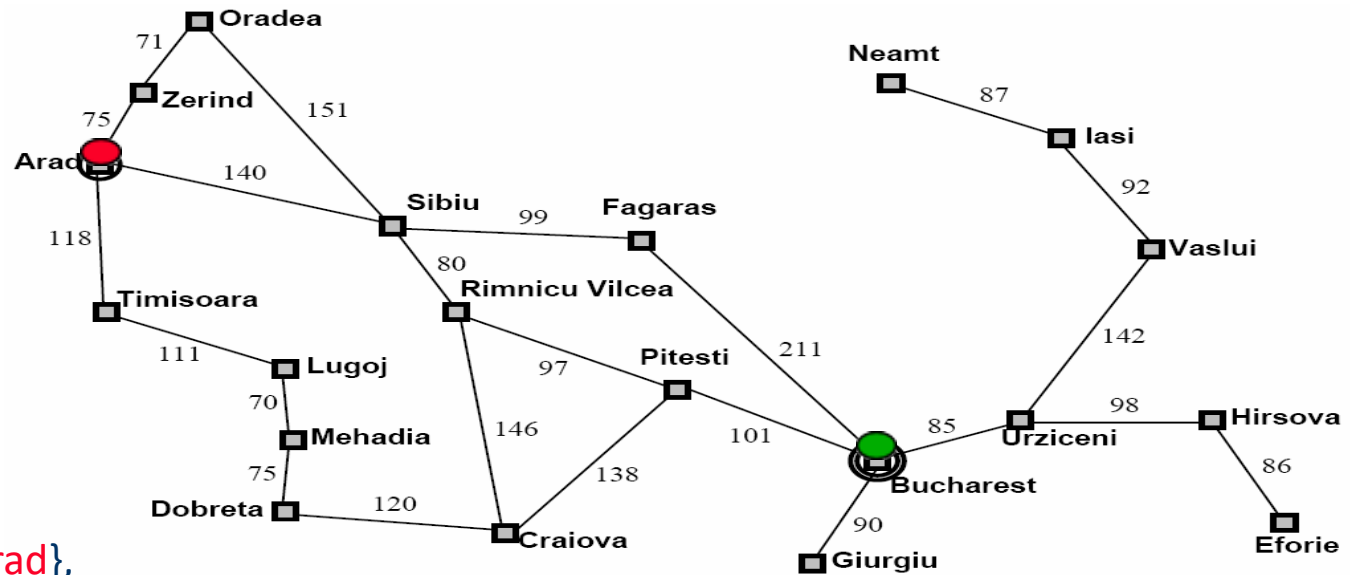 Oradea
71
Neamt
Zerind
87
151
75
Iasi
Arad
140
92
Sibiu
Fagaras
99
118
Vaslui
80
Timisoara
Rimnicu Vilcea
142
111
211
Pitesti
Lugoj
97
70
98
Hirsova
146
101
85
Mehadia
Urziceni
86
75
138
Bucharest
Dobreta
120
90
Craiova
Eforie
Giurgiu
rad},